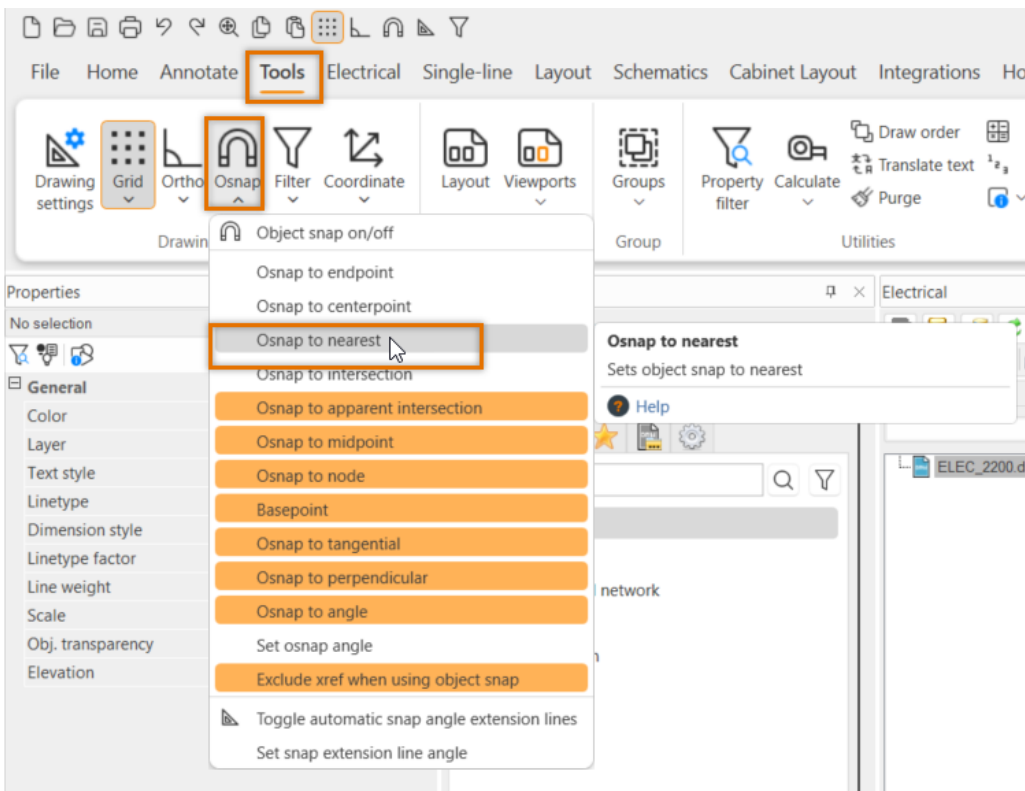 File Home Annotate Tools Electrical Single-line Layout Schematics Cabinet Layout Integrations
Drawing settings Grid Ortho Osnap Filter Coordinate Layout Viewports Groups Property filter Calculate
Draw order
Translate text
Purge
Group Utilities
Object snap on/off
Osnap to endpoint
Osnap to centerpoint
Osnap to nearest
Osnap to intersection
Osnap to apparent intersection
Osnap to midpoint
Osnap to node
Basepoint
Osnap to tangential
Osnap to perpendicular
Osnap to angle
Set osnap angle
Exclude xref when using object snap
Toggle automatic snap angle extension lines
Set snap extension line angle
Osnap to nearest
Sets object snap to nearest
Help
Properties
No selection
General
Color
Layer
Text style
Linetype
Dimension style
Linetype factor
Line weight
Scale
Obj. transparency
Elevation
network
Electrical
ELEC_2200.d